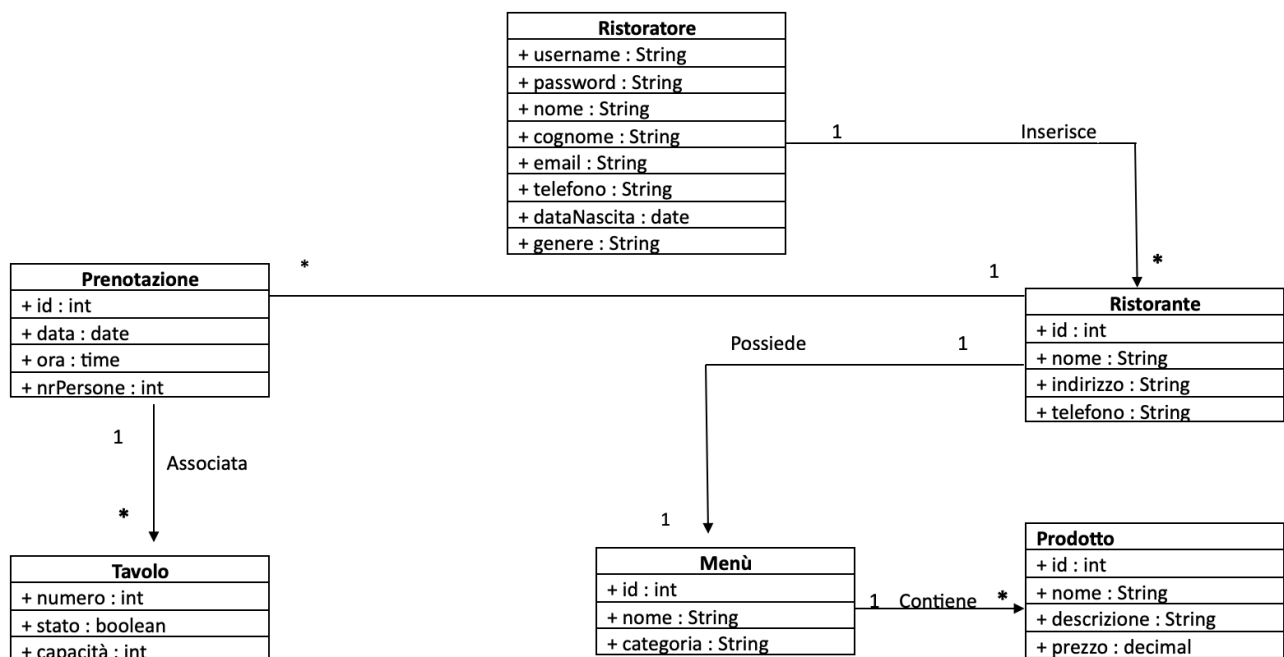 Ristoratore
+ username : String
+ password : String
+ nome : String
+ cognome : String
+ email : String
+ telefono : String
+ dataNascita : date
+ genere : String
1 Inserisce
*
Prenotazione
+ id : int
+ data : date
+ ora : time
+ nrPersone : int
*
1
Ristorante
+ id : int
+ nome : String
+ indirizzo : String
+ telefono : String
Possiede 1
1
1
Associata
*
Tavolo
+ numero : int
+ stato : boolean
+ capacità : int
Menù
+ id : int
+ nome : String
+ categoria : String
1 Contiene *
Prodotto
+ id : int
+ nome : String
+ descrizione : String
+ prezzo : decimal